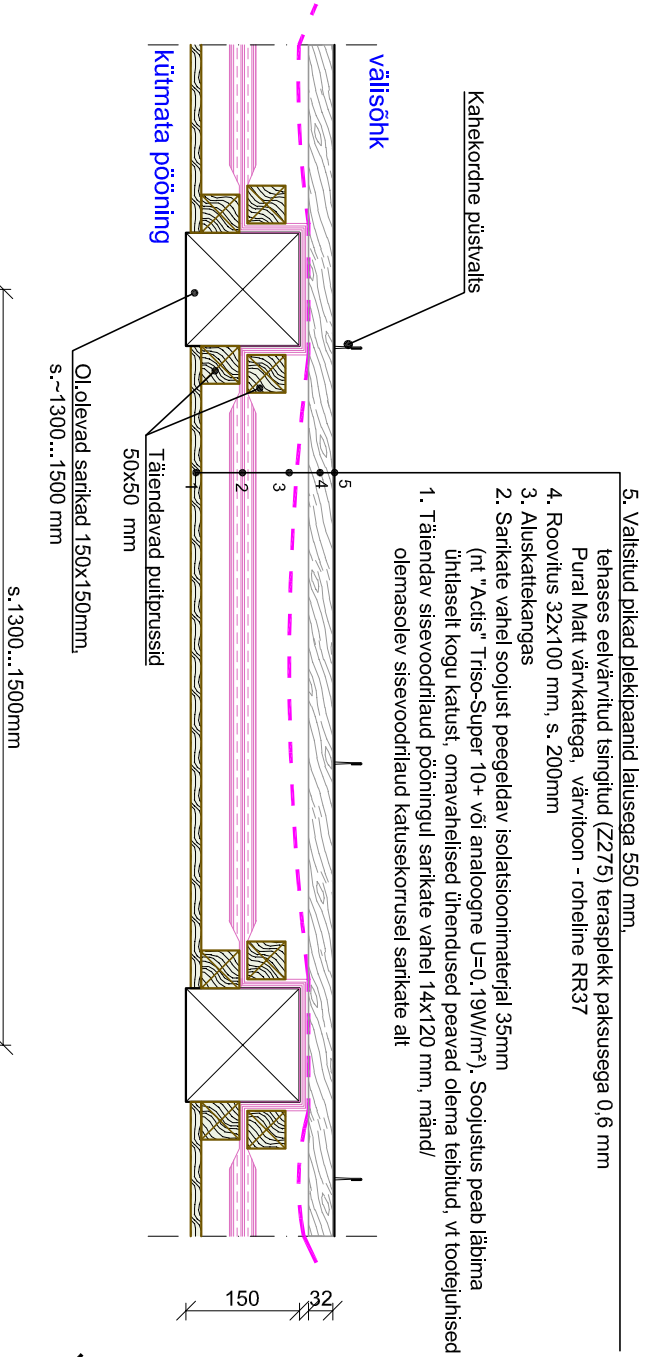 5. Valtsitud pikad plekipaanid laiusega 550 mm,
tehases eelvärvitud tsingitud (Z275) terasplekk paksusega 0,6 mm
Pural Matt värvkattega, värvitoon - roheline RR37
4. Roovitus 32x100 mm, s. 200mm
3. Aluskattekangas
2. Sarikate vahel soojust peegeldav isolatsioonimaterjal 35mm
(nt "Actis" Triso-Super 10+ või analoogne U=0,19W/m²). Soojustus peab läbima
ühtlaselt kogu katust, omavahelised ühendused peavad olema teibitud, vt tootejuhised
1. Täiendav sisevoodrilaud pööningul sarikate vahel 14x120 mm, mänd/
olemasolev sisevoodrilaud katusekorrusel sarikate alt
Kahekordne püstvalts
välisõhk
5
4
3
2
1
kütmata pööning
Täiendavad puitprussid
50x50 mm
Ol.olevad sarikad 150x150mm,
s.~1300...1500 mm
s.1300...1500mm
32
150